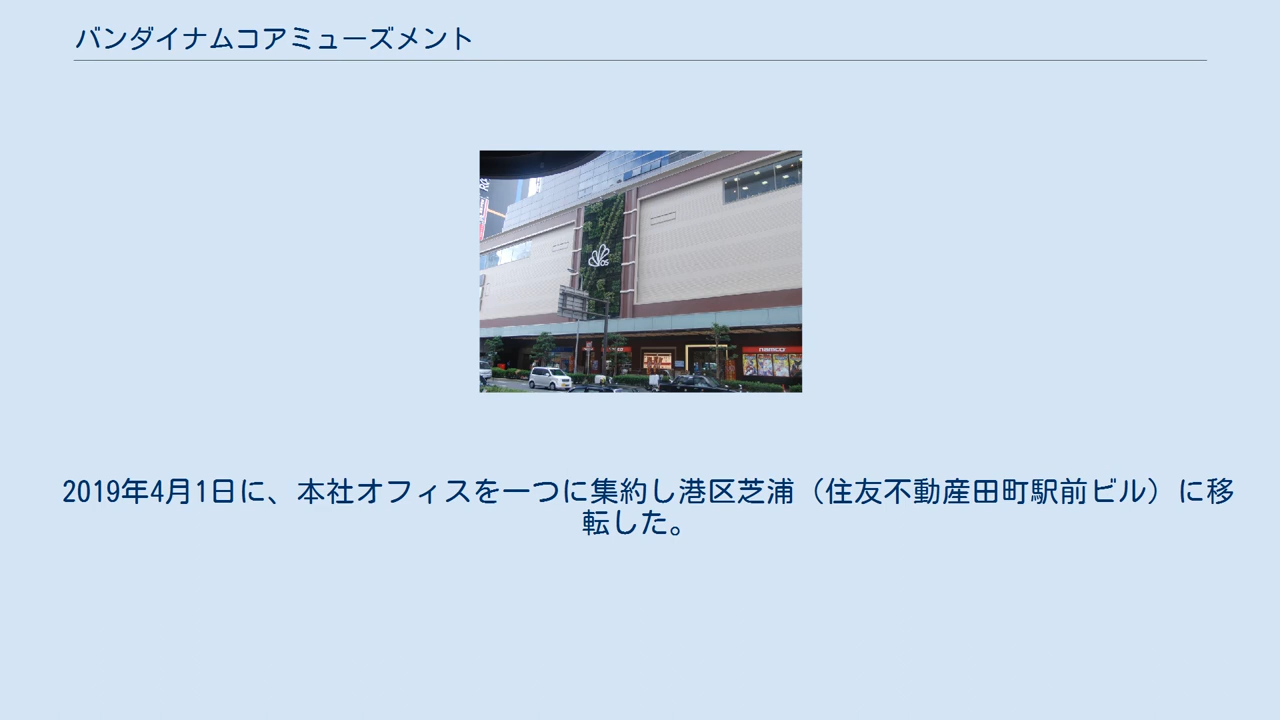 バンダイナムコアミューズメント
OS
namco
2019年4月1日に、本社オフィスを一つに集約し港区芝浦（住友不動産田町駅前ビル）に移
転した。